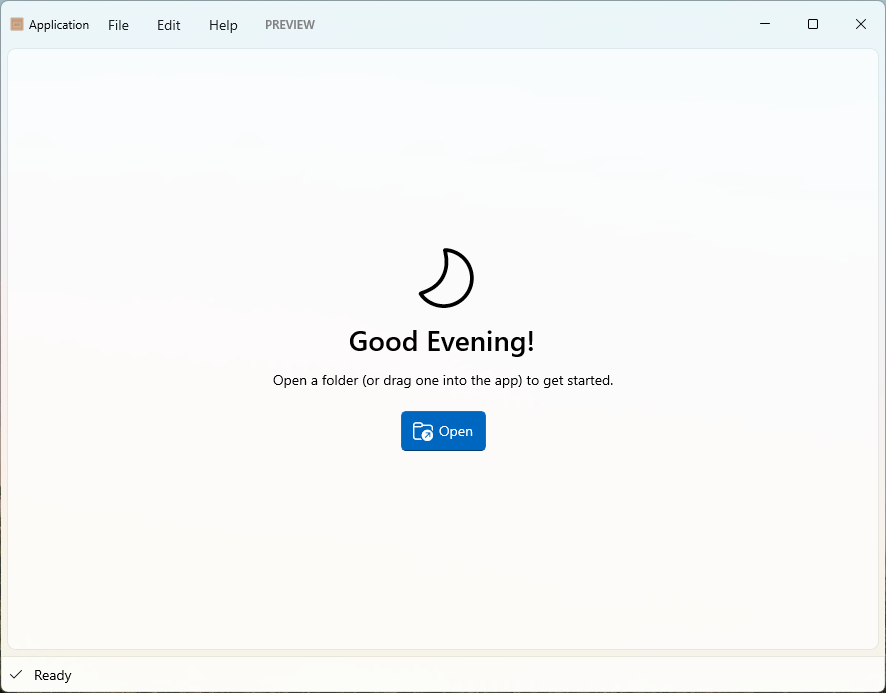 Application File Edit Help PREVIEW
Good Evening!
Open a folder (or drag one into the app) to get started.
Open
Ready